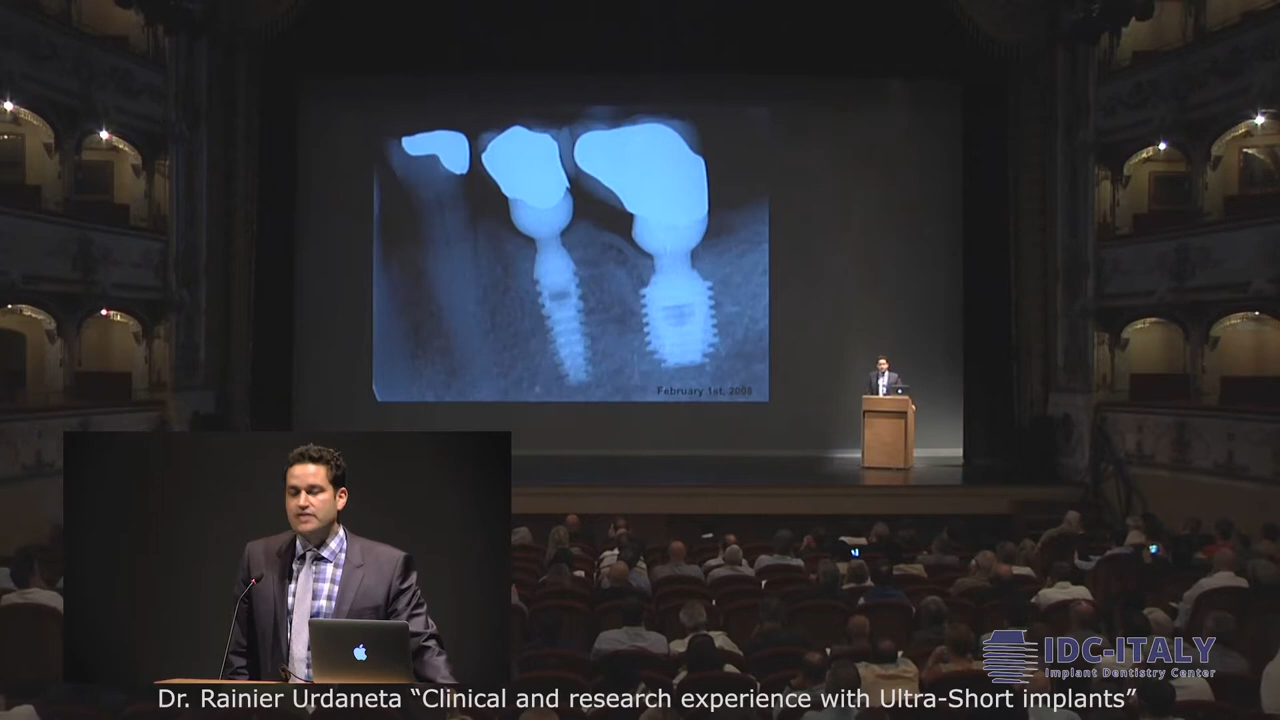 February 1st, 2008
IDC-ITALY
Implant Dentistry Center
Dr. Rainier Urdaneta “Clinical and research experience with Ultra-Short implants”